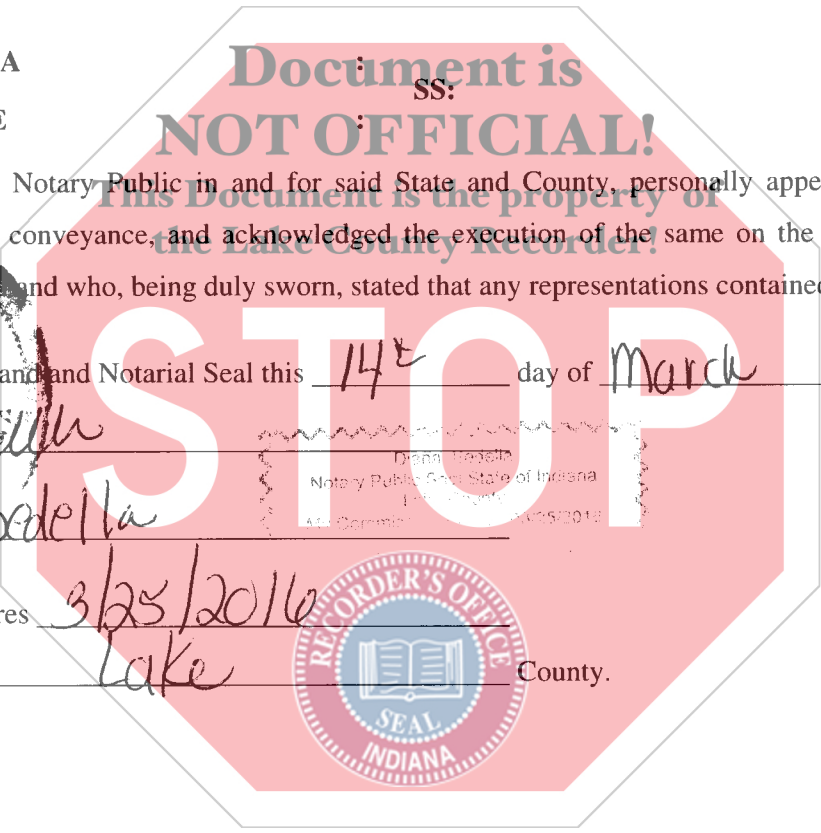 A
:
SS:
E
:
Document is
NOT OFFICIAL!
This Document is the property of
the Lake County Recorder!
Notary Public in and for said State and County, personally appe
conveyance, and acknowledged the execution of the same on the
and who, being duly sworn, stated that any representations contained
and and Notarial Seal this 14th day of March
STOP
Notary Public State of Indiana
edella
res 3/25/2016
Lake County.
RECORDER'S OFFICE
SEAL
INDIANA